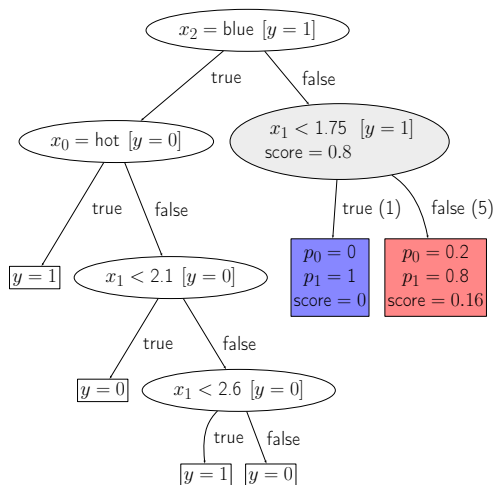 x₂ = blue [y = 1]
true
false
x₀ = hot [y = 0]
x₁ < 1.75 [y = 1]
score = 0.8
true
false
true (1)
false (5)
y = 1
x₁ < 2.1 [y = 0]
p₀ = 0
p₁ = 1
score = 0
p₀ = 0.2
p₁ = 0.8
score = 0.16
true
false
y = 0
x₁ < 2.6 [y = 0]
true
false
y = 1
y = 0